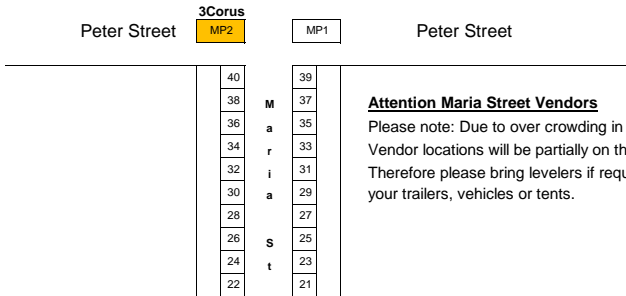 3Corus
Peter Street MP2 MP1 Peter Street
40 39
38 M 37 Attention Maria Street Vendors
36 a 35 Please note: Due to over crowding in
34 r 33 Vendor locations will be partially on
32 i 31 Therefore please bring levelers if
30 a 29 your trailers, vehicles or tents.
28 27
26 S 25
24 t 23
22 21